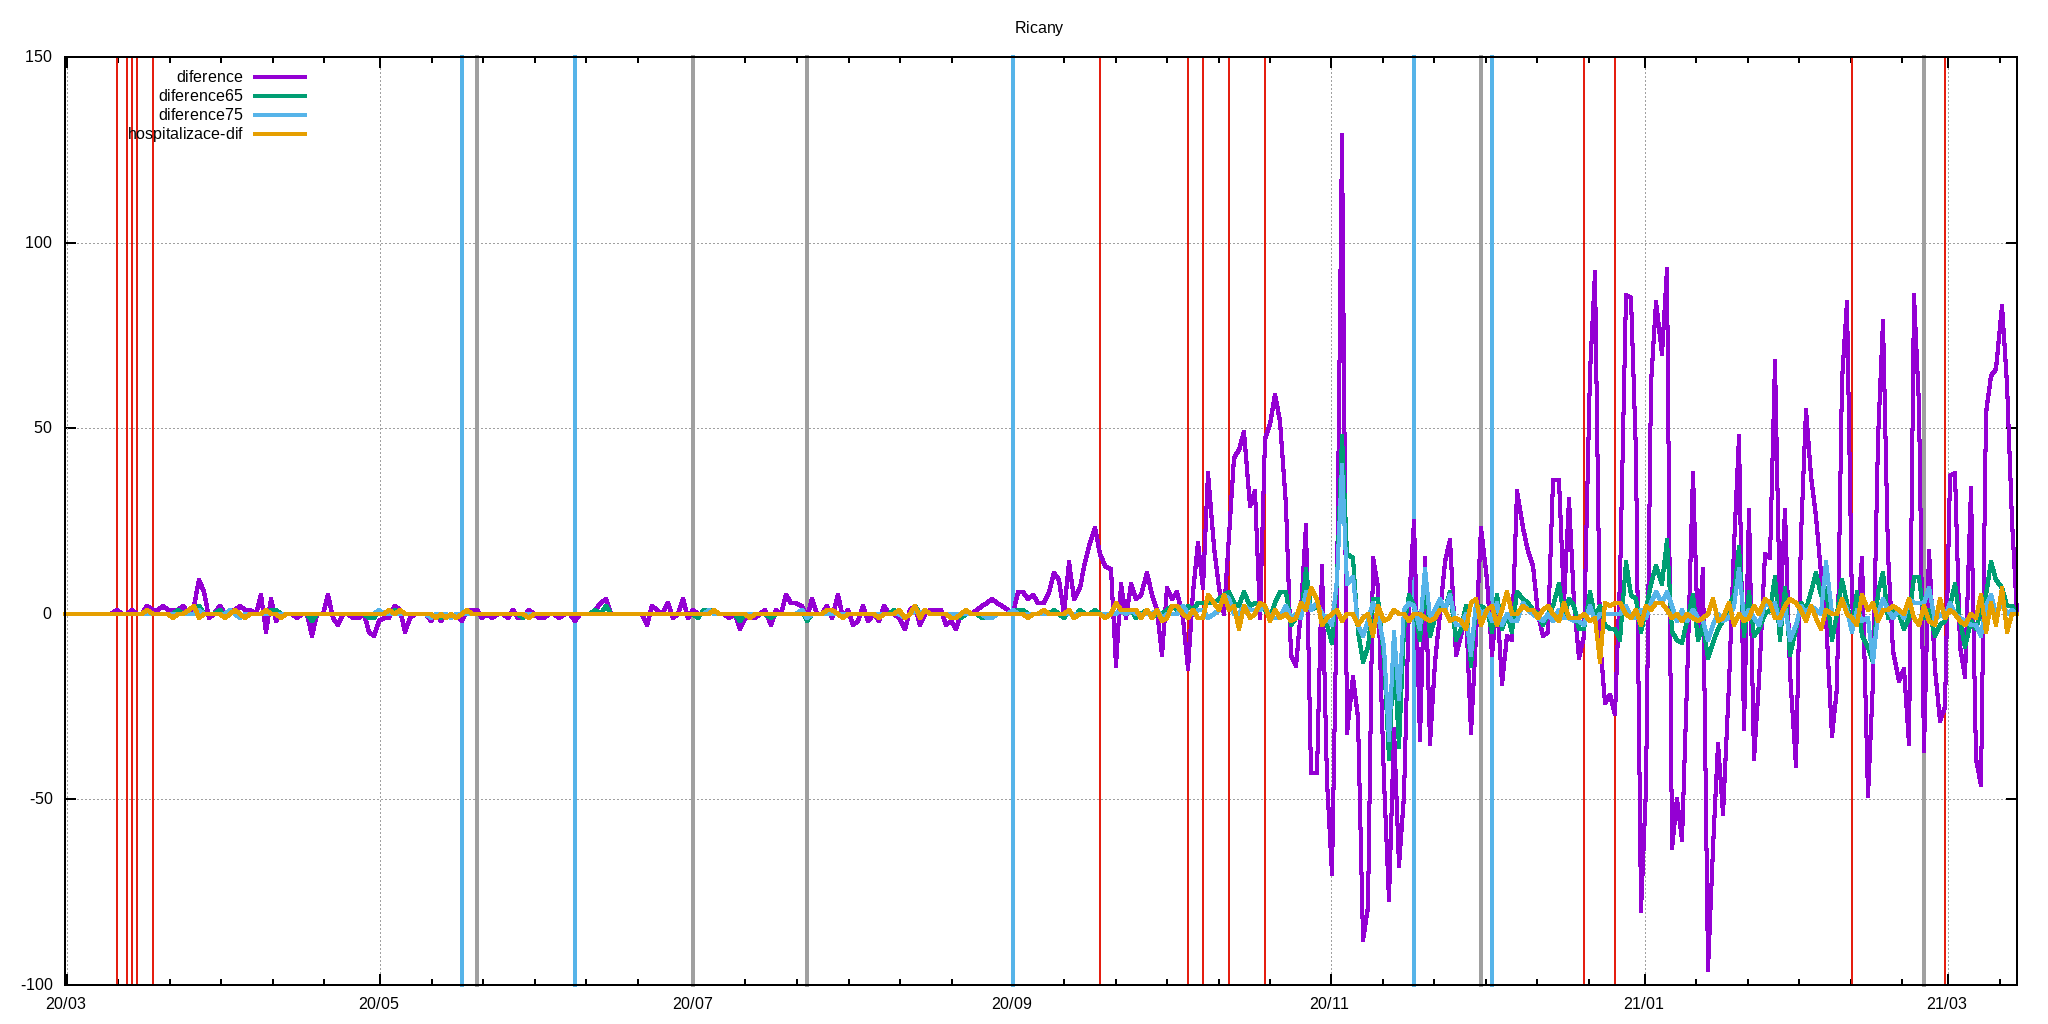 Ricany
150
diference
diference65
diference75
hospitalizace-dif
100
50
0
-50
-100
20/03 20/05 20/07 20/09 20/11 21/01 21/03